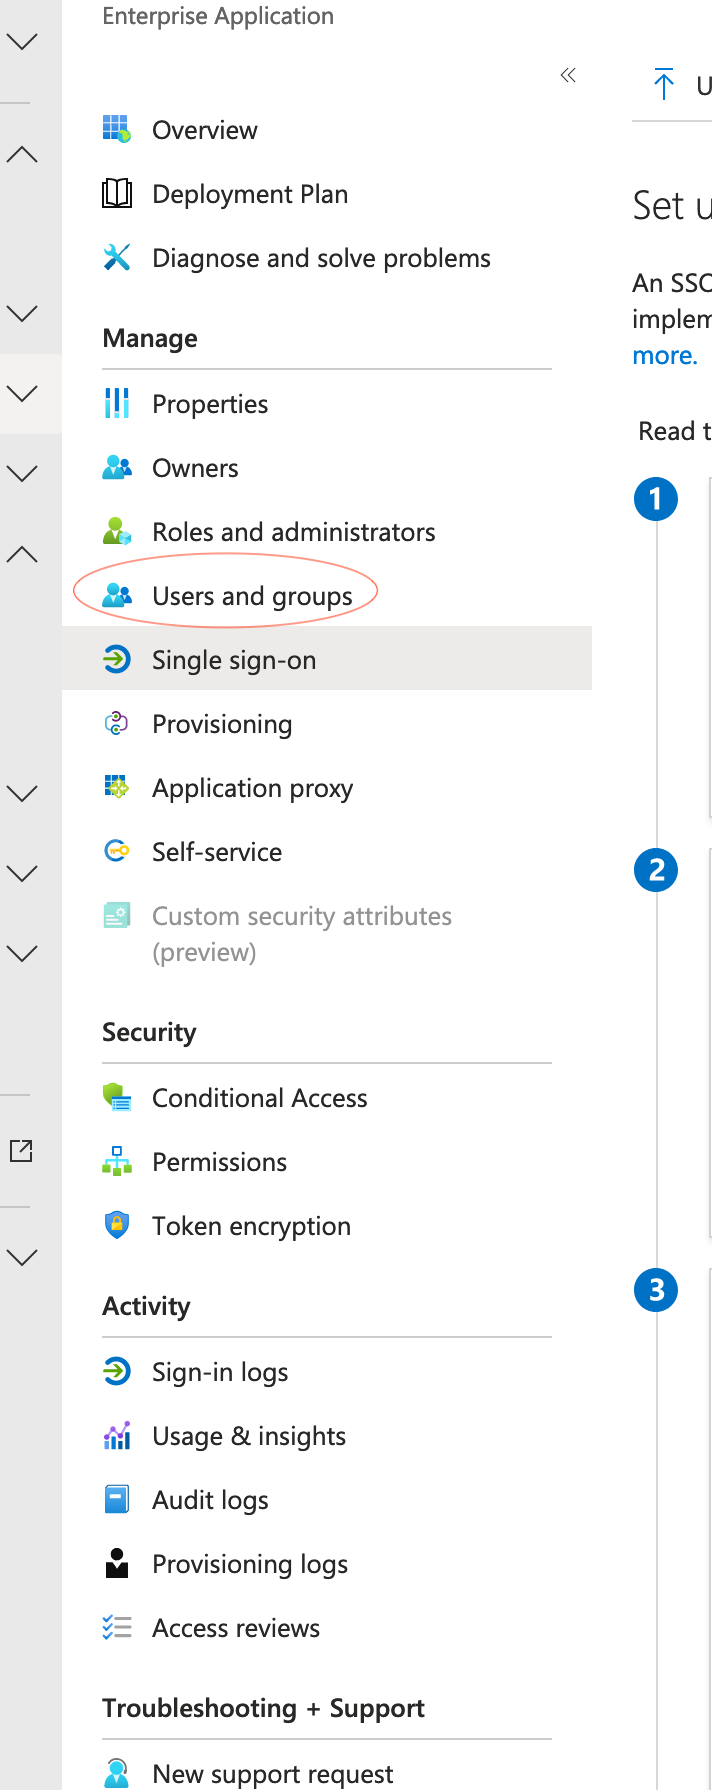 Enterprise Application
Overview
Deployment Plan
Diagnose and solve problems
Manage
Properties
Owners
Roles and administrators
Users and groups
Single sign-on
Provisioning
Application proxy
Self-service
Custom security attributes
(preview)
Security
Conditional Access
Permissions
Token encryption
Activity
Sign-in logs
Usage & insights
Audit logs
Provisioning logs
Access reviews
Troubleshooting + Support
New support request
U
Set u
An SSO
implem
more.
Read t
1
2
3